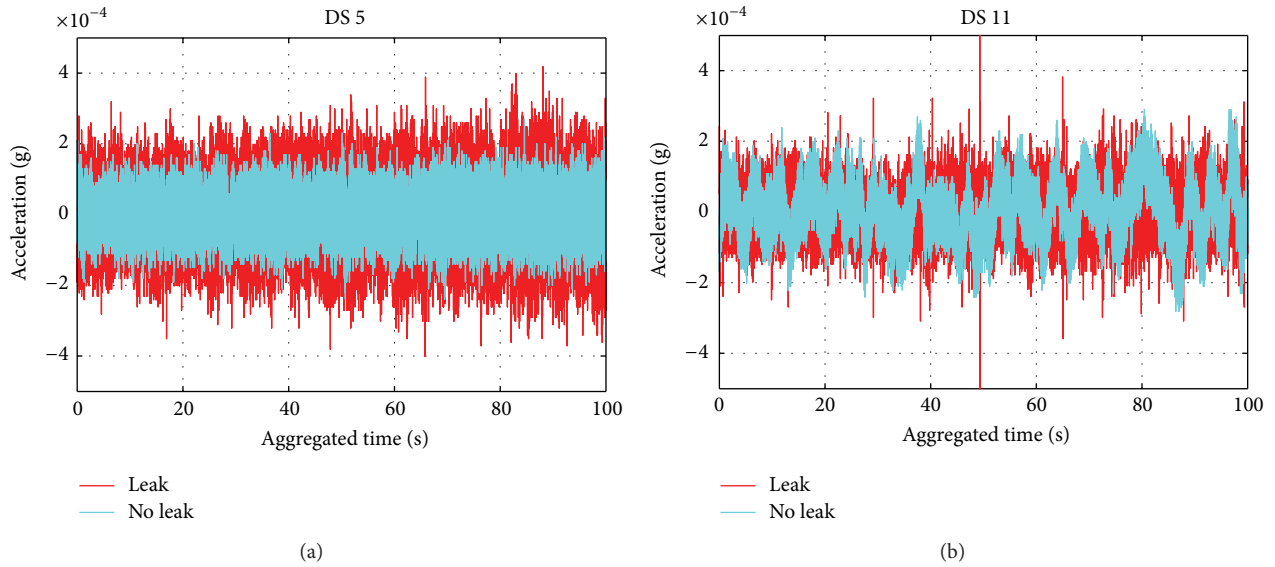 DS 5
×10−4
4
2
0
−2
−4
Acceleration (g)
0 20 40 60 80 100
Aggregated time (s)
Leak
No leak
(a)
DS 11
×10−4
4
2
0
−2
−4
Acceleration (g)
0 20 40 60 80 100
Aggregated time (s)
Leak
No leak
(b)